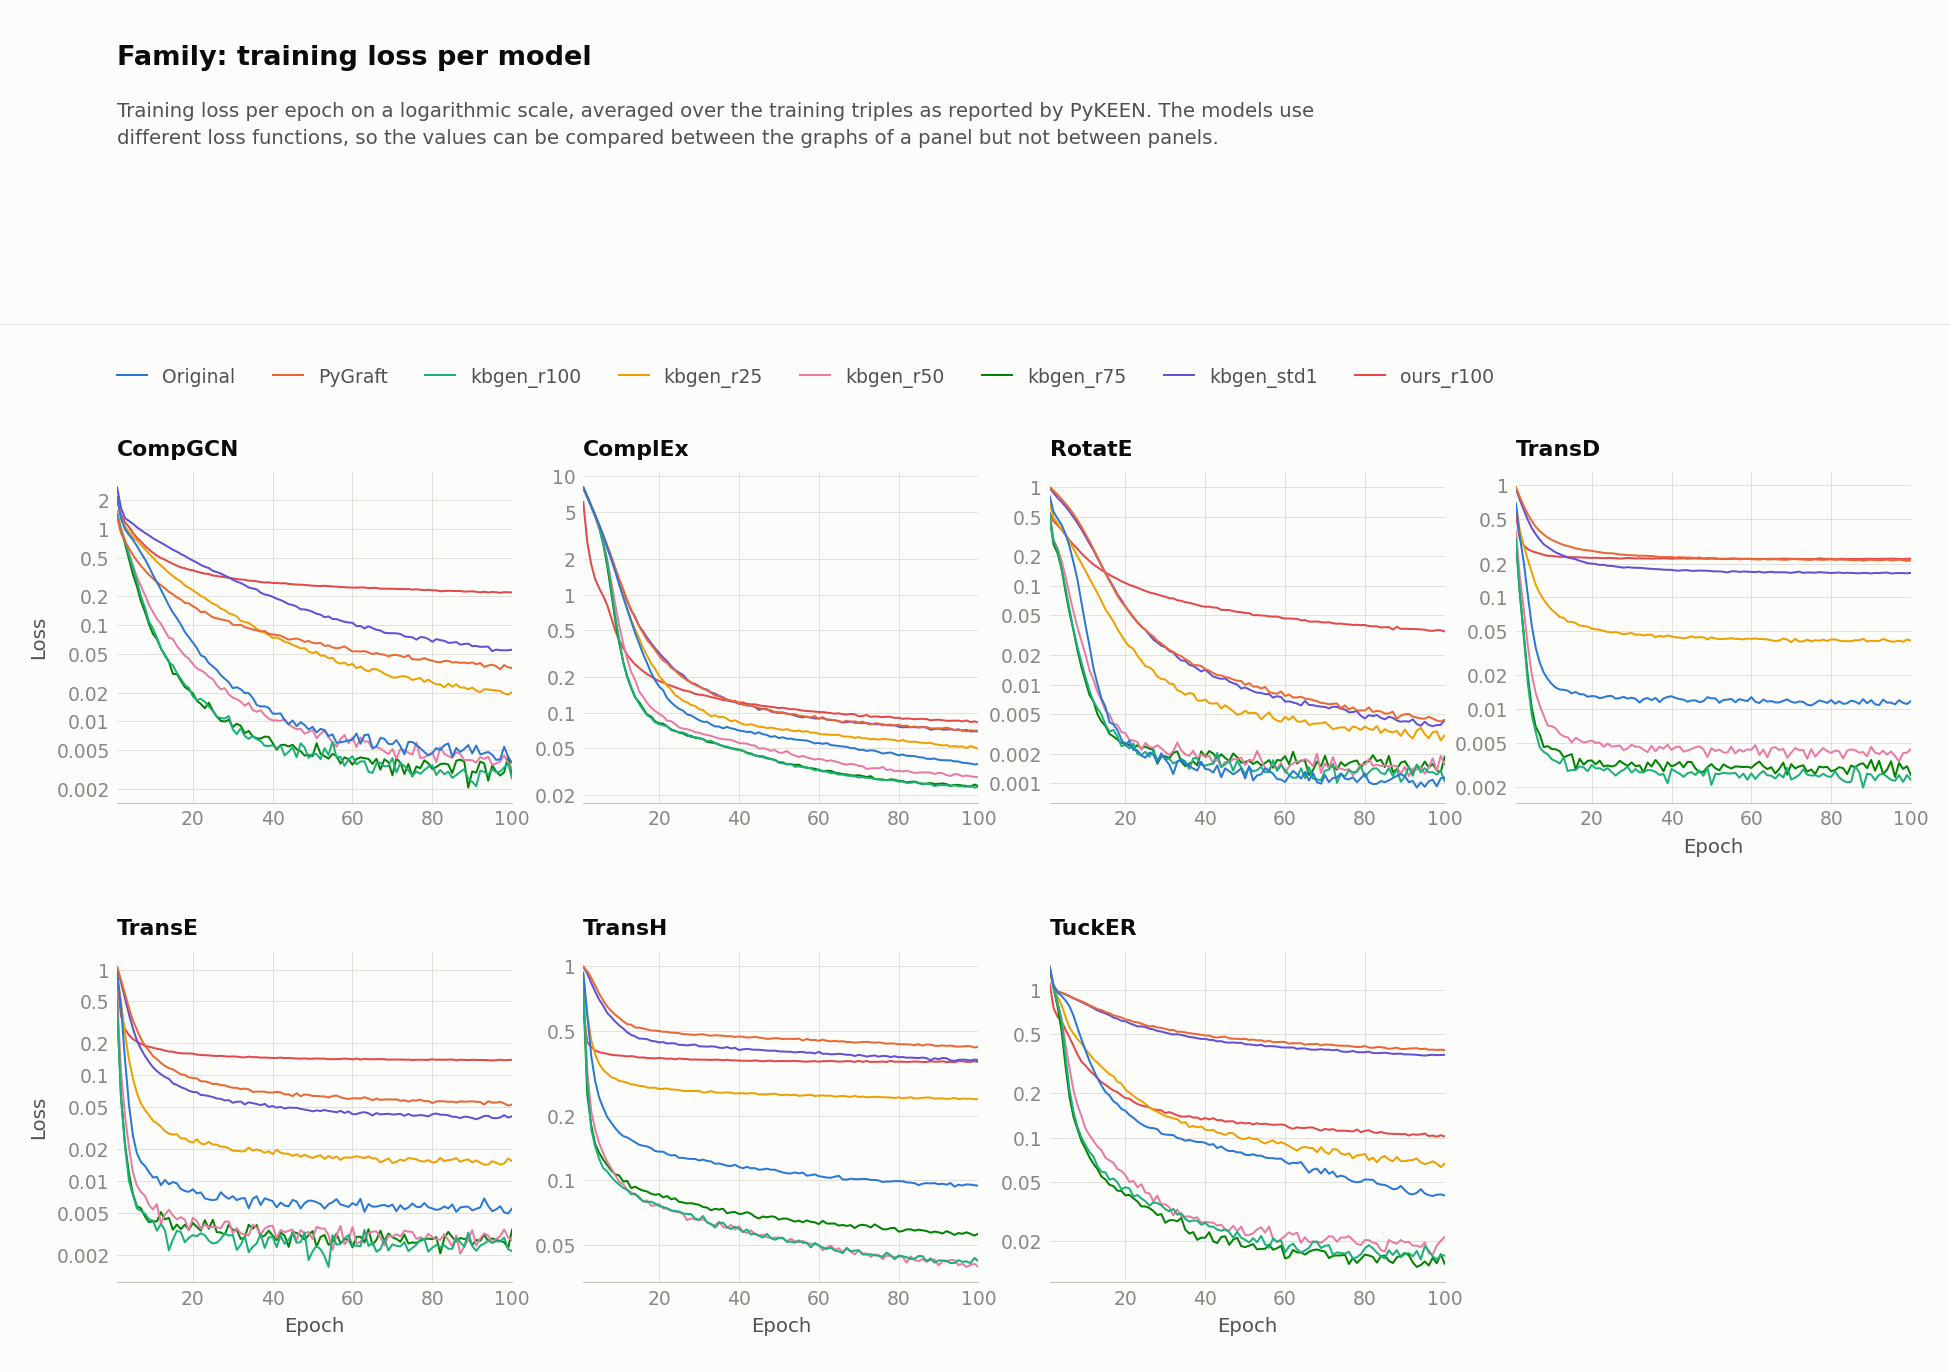 Family: training loss per model
Training loss per epoch on a logarithmic scale, averaged over the training triples as reported by PyKEEN. The models use
different loss functions, so the values can be compared between the graphs of a panel but not between panels.
Original PyGraft kbgen_r100 kbgen_r25 kbgen_r50 kbgen_r75 kbgen_std1 ours_r100
CompGCN
Loss
2
1
0.5
0.2
0.1
0.05
0.02
0.01
0.005
0.002
20 40 60 80 100
ComplEx
10
5
2
1
0.5
0.2
0.1
0.05
0.02
20 40 60 80 100
RotatE
1
0.5
0.2
0.1
0.05
0.02
0.01
0.005
0.002
0.001
20 40 60 80 100
TransD
1
0.5
0.2
0.1
0.05
0.02
0.01
0.005
0.002
20 40 60 80 100
Epoch
TransE
Loss
1
0.5
0.2
0.1
0.05
0.02
0.01
0.005
0.002
20 40 60 80 100
Epoch
TransH
1
0.5
0.2
0.1
0.05
20 40 60 80 100
Epoch
TuckER
1
0.5
0.2
0.1
0.05
0.02
20 40 60 80 100
Epoch